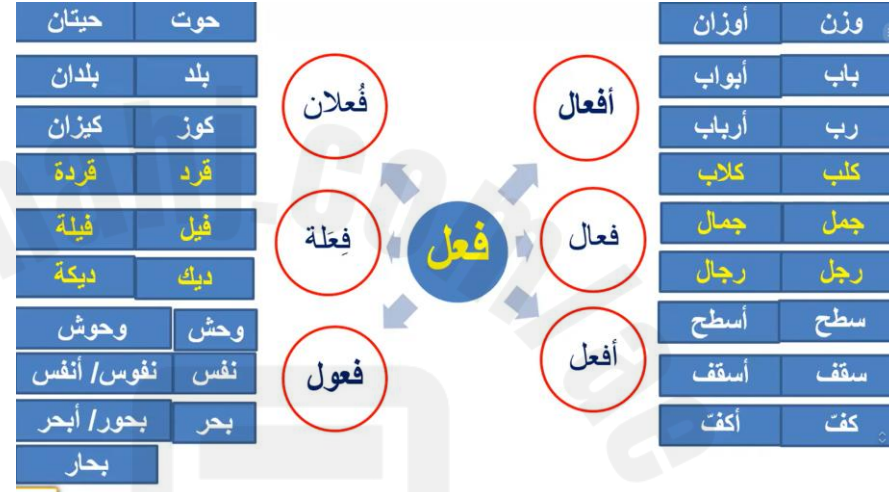 وزن أوزان
باب أبواب
رب أرباب
كلب كلاب
جمل جمال
رجل رجال
سطح أسطح
سقف أسقف
كفّ أكفّ
أفعال
فعال
أفعل
فعل
فُعلان
فِعَلة
فعول
حوت حيتان
بلد بلدان
كوز كيزان
قرد قردة
فيل فيلة
ديك ديكة
وحش وحوش
نفس نفوس/ أنفس
بحر بحور/ أبحر
بحار